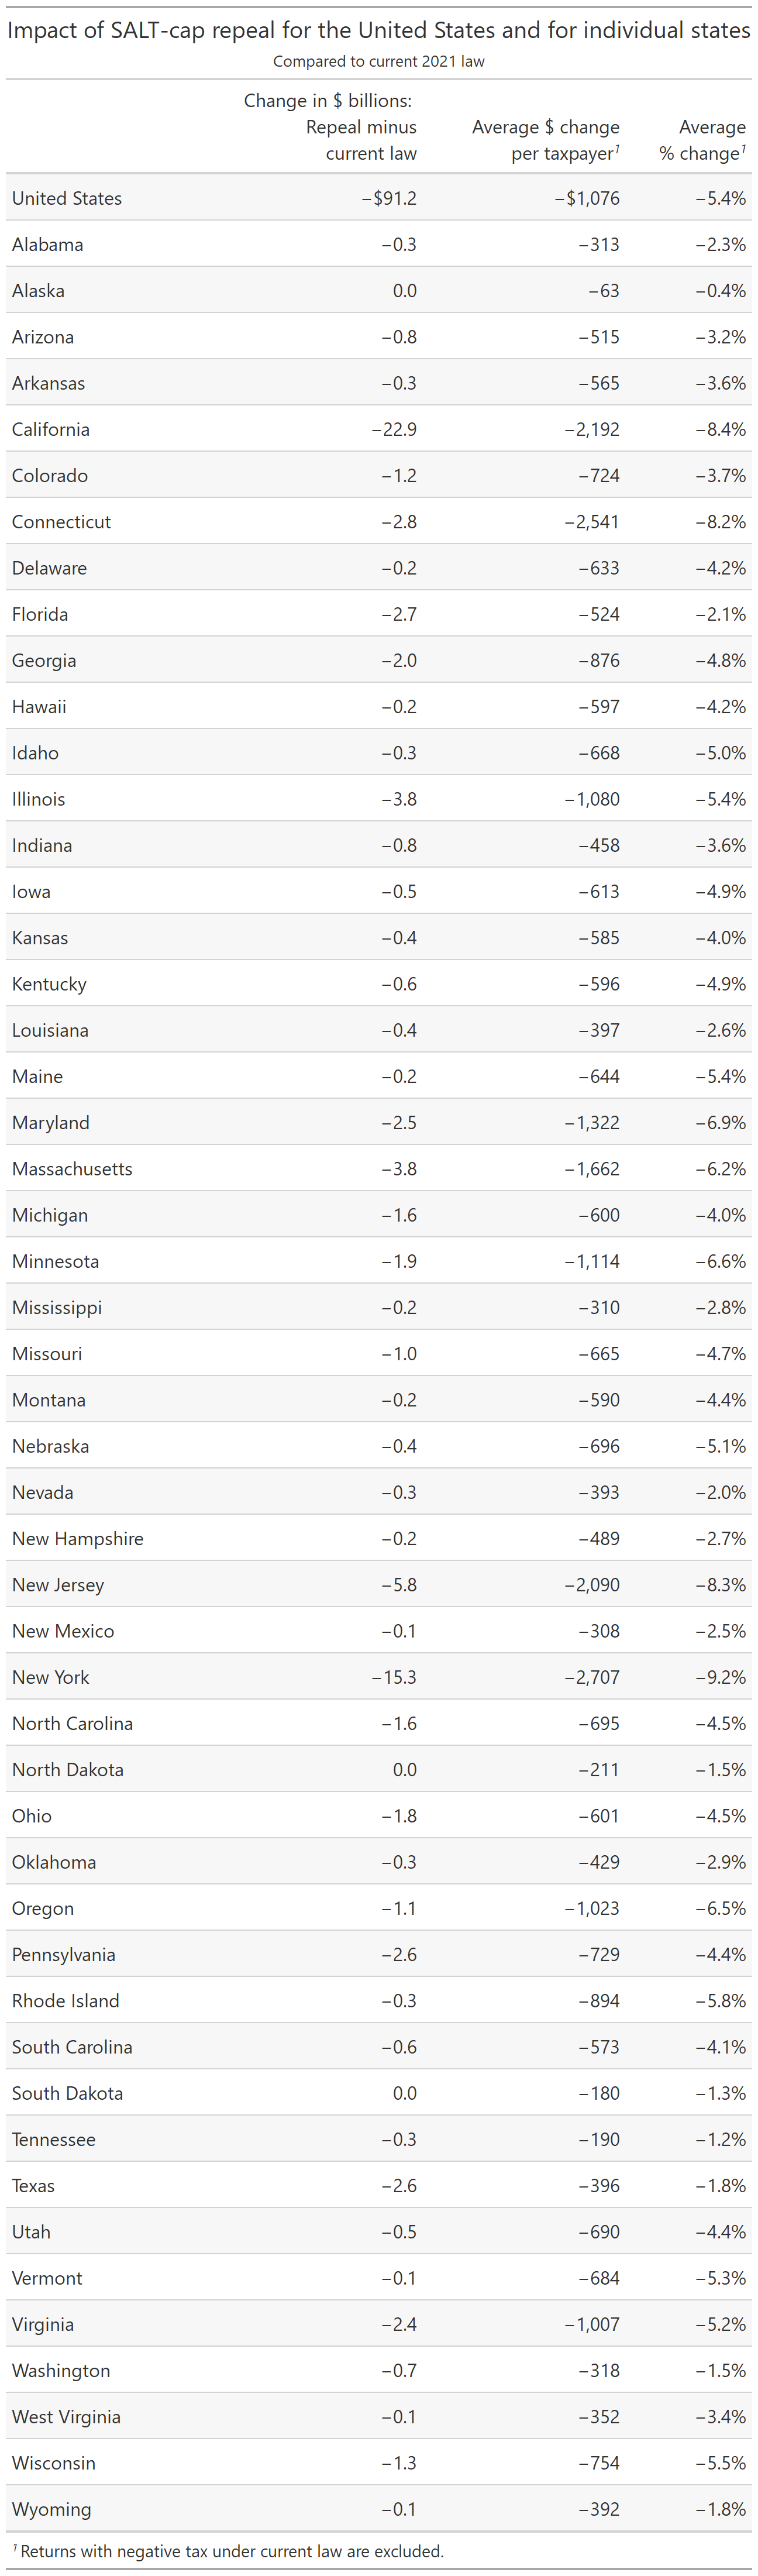 Impact of SALT-cap repeal for the United States and for individual states
Compared to current 2021 law
Change in $ billions:
Repeal minus Average $ change Average
current law per taxpayer¹ % change¹
United States −$91.2 −$1,076 −5.4%
Alabama −0.3 −313 −2.3%
Alaska 0.0 −63 −0.4%
Arizona −0.8 −515 −3.2%
Arkansas −0.3 −565 −3.6%
California −22.9 −2,192 −8.4%
Colorado −1.2 −724 −3.7%
Connecticut −2.8 −2,541 −8.2%
Delaware −0.2 −633 −4.2%
Florida −2.7 −524 −2.1%
Georgia −2.0 −876 −4.8%
Hawaii −0.2 −597 −4.2%
Idaho −0.3 −668 −5.0%
Illinois −3.8 −1,080 −5.4%
Indiana −0.8 −458 −3.6%
Iowa −0.5 −613 −4.9%
Kansas −0.4 −585 −4.0%
Kentucky −0.6 −596 −4.9%
Louisiana −0.4 −397 −2.6%
Maine −0.2 −644 −5.4%
Maryland −2.5 −1,322 −6.9%
Massachusetts −3.8 −1,662 −6.2%
Michigan −1.6 −600 −4.0%
Minnesota −1.9 −1,114 −6.6%
Mississippi −0.2 −310 −2.8%
Missouri −1.0 −665 −4.7%
Montana −0.2 −590 −4.4%
Nebraska −0.4 −696 −5.1%
Nevada −0.3 −393 −2.0%
New Hampshire −0.2 −489 −2.7%
New Jersey −5.8 −2,090 −8.3%
New Mexico −0.1 −308 −2.5%
New York −15.3 −2,707 −9.2%
North Carolina −1.6 −695 −4.5%
North Dakota 0.0 −211 −1.5%
Ohio −1.8 −601 −4.5%
Oklahoma −0.3 −429 −2.9%
Oregon −1.1 −1,023 −6.5%
Pennsylvania −2.6 −729 −4.4%
Rhode Island −0.3 −894 −5.8%
South Carolina −0.6 −573 −4.1%
South Dakota 0.0 −180 −1.3%
Tennessee −0.3 −190 −1.2%
Texas −2.6 −396 −1.8%
Utah −0.5 −690 −4.4%
Vermont −0.1 −684 −5.3%
Virginia −2.4 −1,007 −5.2%
Washington −0.7 −318 −1.5%
West Virginia −0.1 −352 −3.4%
Wisconsin −1.3 −754 −5.5%
Wyoming −0.1 −392 −1.8%
¹ Returns with negative tax under current law are excluded.